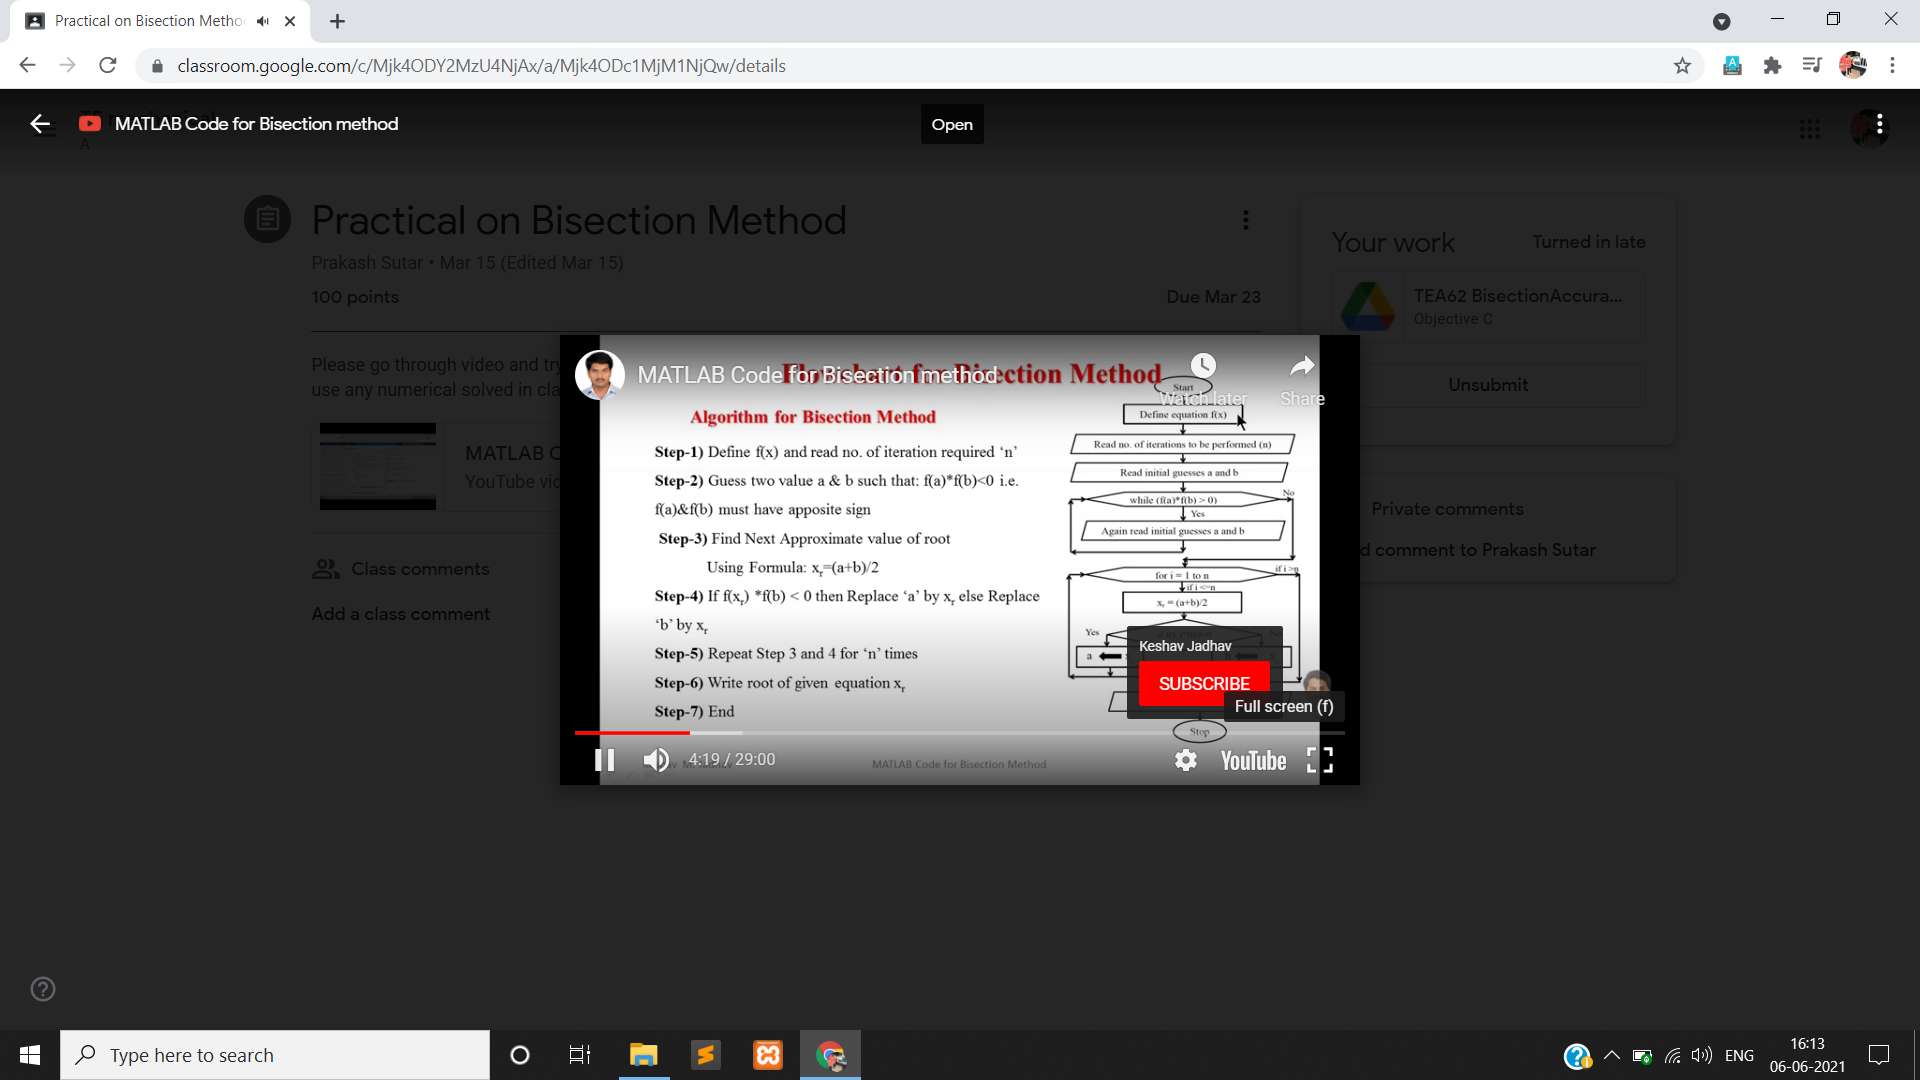 Practical on Bisection Metho
classroom.google.com/c/Mjk4ODY2MzU4NjAx/a/Mjk4ODc1MjM1NjQw/details
MATLAB Code for Bisection method
Open
Practical on Bisection Method
Prakash Sutar • Mar 15 (Edited Mar 15)
100 points
Due Mar 23
Your work
Turned in late
TEA62 BisectionAccura...
Objective C
Unsubmit
Please go through video and try
use any numerical solved in cla
MATLAB C
YouTube vid
Class comments
Add a class comment
Private comments
d comment to Prakash Sutar
MATLAB Code for Bisection method
Flowchart for Bisection Method
Watch later
Share
Algorithm for Bisection Method
Step-1) Define f(x) and read no. of iteration required ‘n’
Step-2) Guess two value a & b such that: f(a)*f(b)<0 i.e.
f(a)&f(b) must have apposite sign
Step-3) Find Next Approximate value of root
Using Formula: xr=(a+b)/2
Step-4) If f(xr) *f(b) < 0 then Replace ‘a’ by xr else Replace
‘b’ by xr
Step-5) Repeat Step 3 and 4 for ‘n’ times
Step-6) Write root of given equation xr
Step-7) End
Start
Define equation f(x)
Read no. of iterations to be performed (n)
Read initial guesses a and b
while (f(a)*f(b) > 0)
No
Yes
Again read initial guesses a and b
for i = 1 to n
if i >n
if i <=n
xr = (a+b)/2
Yes
a
Stop
Keshav Jadhav
SUBSCRIBE
Full screen (f)
4:19 / 29:00
MATLAB Code for Bisection Method
YouTube
Type here to search
ENG
16:13
06-06-2021